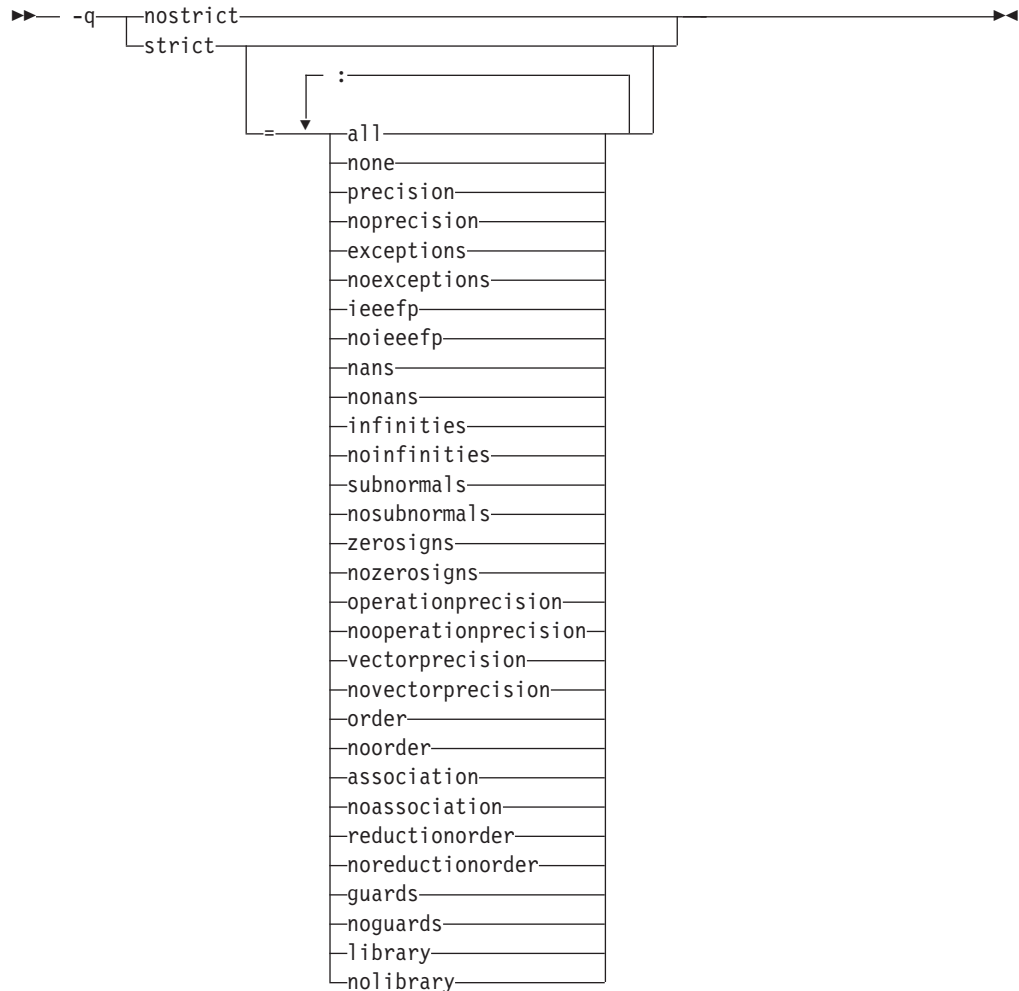 -q nostrict
strict
:
= all
none
precision
noprecision
exceptions
noexceptions
ieeefp
noieeefp
nans
nonans
infinities
noinfinities
subnormals
nosubnormals
zerosigns
nozerosigns
operationprecision
nooperationprecision
vectorprecision
novectorprecision
order
noorder
association
noassociation
reductionorder
noreductionorder
guards
noguards
library
nolibrary